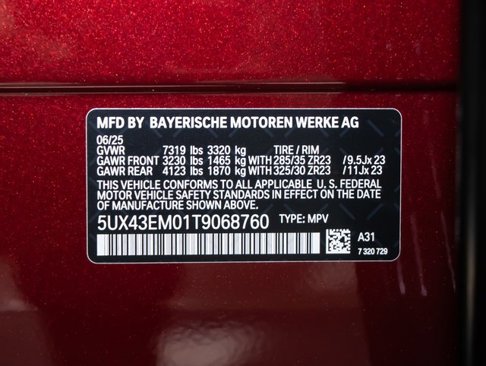 MFD BY BAYERISCHE MOTOREN WERKE AG
06/25
GVWR 7319 lbs 3320 kg TIRE / RIM
GAWR FRONT 3230 lbs 1465 kg WITH 285/35 ZR23 / 9.5Jx 23
GAWR REAR 4123 lbs 1870 kg WITH 325/30 ZR23 / 11Jx 23
THIS VEHICLE CONFORMS TO ALL APPLICABLE U. S. FEDERAL
MOTOR VEHICLE SAFETY STANDARDS IN EFFECT ON THE DATE
OF MANUFACTURE SHOWN ABOVE.
5UX43EM01T9068760 TYPE: MPV
A31
7 320 729